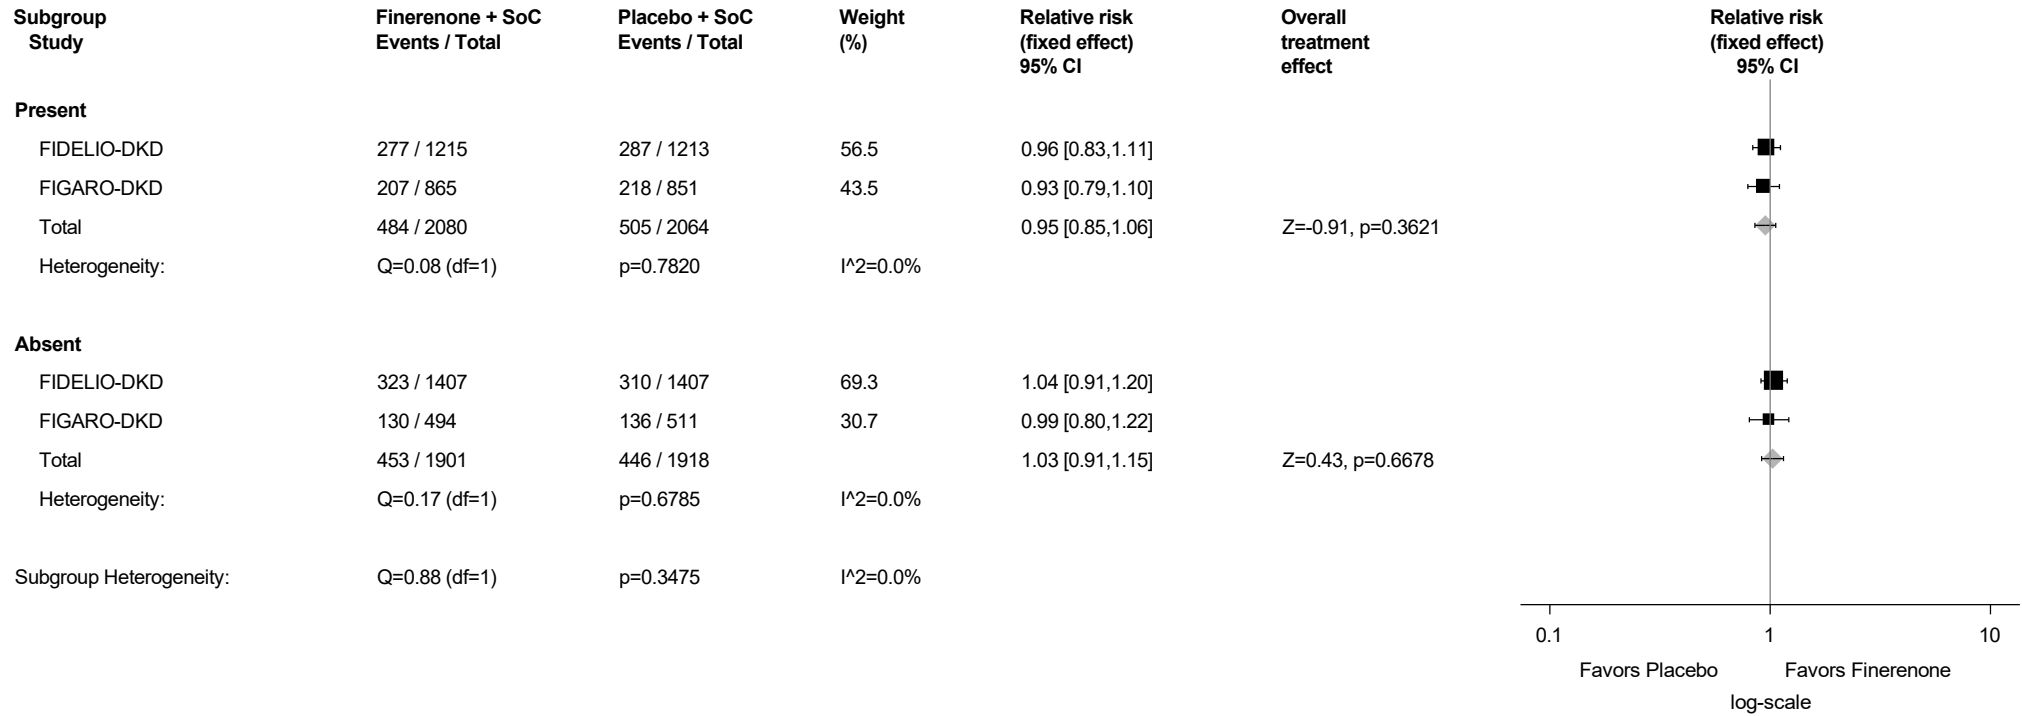 Subgroup Finerenone + SoC Placebo + SoC Weight Relative risk Overall Relative risk
Study Events / Total Events / Total (%) (fixed effect) treatment (fixed effect)
95% CI effect 95% CI
Present
FIDELIO-DKD 277 / 1215 287 / 1213 56.5 0.96 [0.83,1.11]
FIGARO-DKD 207 / 865 218 / 851 43.5 0.93 [0.79,1.10]
Total 484 / 2080 505 / 2064 0.95 [0.85,1.06] Z=-0.91, p=0.3621
Heterogeneity: Q=0.08 (df=1) p=0.7820 I^2=0.0%
Absent
FIDELIO-DKD 323 / 1407 310 / 1407 69.3 1.04 [0.91,1.20]
FIGARO-DKD 130 / 494 136 / 511 30.7 0.99 [0.80,1.22]
Total 453 / 1901 446 / 1918 1.03 [0.91,1.15] Z=0.43, p=0.6678
Heterogeneity: Q=0.17 (df=1) p=0.6785 I^2=0.0%
Subgroup Heterogeneity: Q=0.88 (df=1) p=0.3475 I^2=0.0%
0.1 1 10
Favors Placebo Favors Finerenone
log-scale